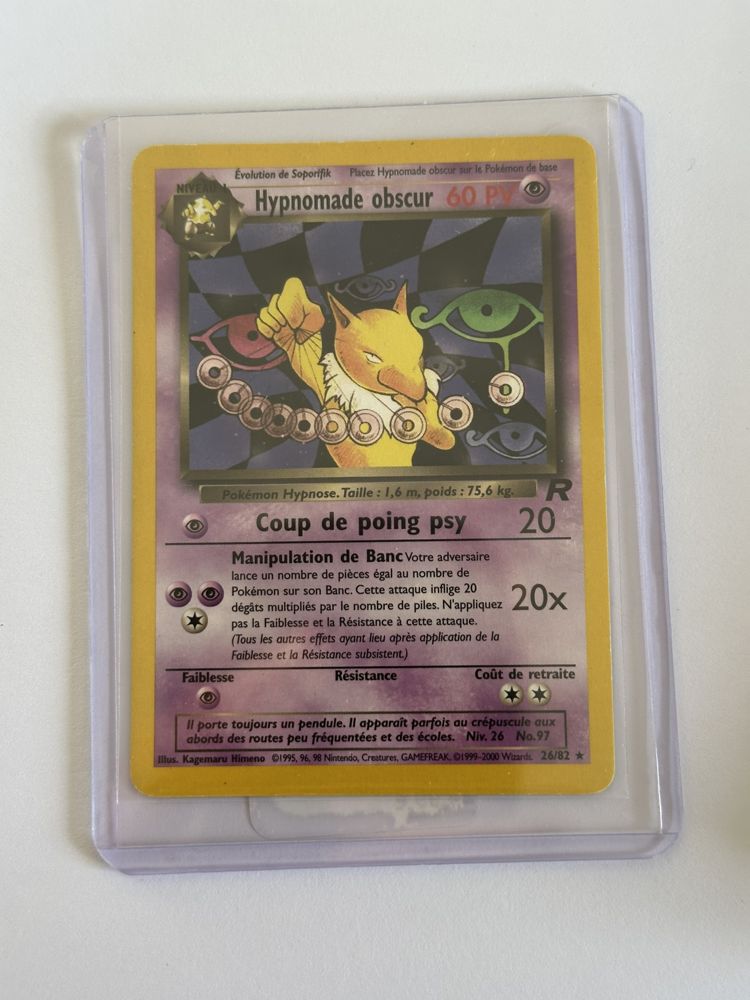 Évolution de Soporifik Placez Hypnomade obscur sur le Pokémon de base
NIVEAU 1
Hypnomade obscur 60 PV
Pokémon Hypnose. Taille : 1,6 m, poids : 75,6 kg.
R
Coup de poing psy 20
Manipulation de Banc Votre adversaire
lance un nombre de pièces égal au nombre de
Pokémon sur son Banc. Cette attaque inflige 20
dégâts multipliés par le nombre de piles. N'appliquez
pas la Faiblesse et la Résistance à cette attaque.
(Tous les autres effets ayant lieu après application de la
Faiblesse et la Résistance subsistent.)
20x
Faiblesse Résistance Coût de retraite
Il porte toujours un pendule. Il apparaît parfois au crépuscule aux
abords des routes peu fréquentées et des écoles. Niv. 26 No.97
Illus. Kagemaru Himeno ©1995, 96, 98 Nintendo, Creatures, GAMEFREAK. ©1999-2000 Wizards. 26/82 ★